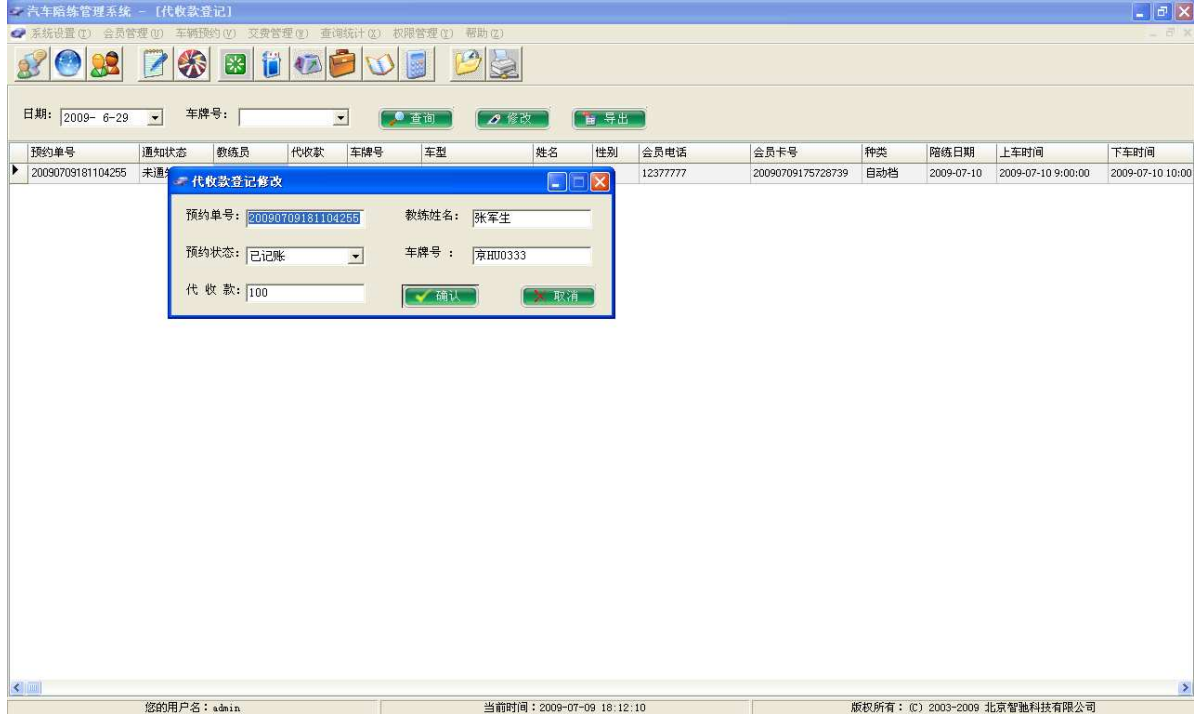 汽车陪练管理系统 - [代收款登记]
系统设置(T) 会员管理(U) 车辆预约(V) 交费管理(W) 查询统计(X) 权限管理(Y) 帮助(Z)
日期: 2009- 6-29 车牌号: 查询 修改 导出
预约单号 通知状态 教练员 代收款 车牌号 车型 姓名 性别 会员电话 会员卡号 种类 陪练日期 上车时间 下车时间
20090709181104255 未通 12377777 20090709175728739 自动档 2009-07-10 2009-07-10 9:00:00 2009-07-10 10:00
代收款登记修改
预约单号: 20090709181104255 教练姓名: 张军生
预约状态: 已记账 车牌号 : 京HU0333
代 收 款: 100 确认 取消
您的用户名：admin 当前时间：2009-07-09 18:12:10 版权所有：(C) 2003-2009 北京智驰科技有限公司